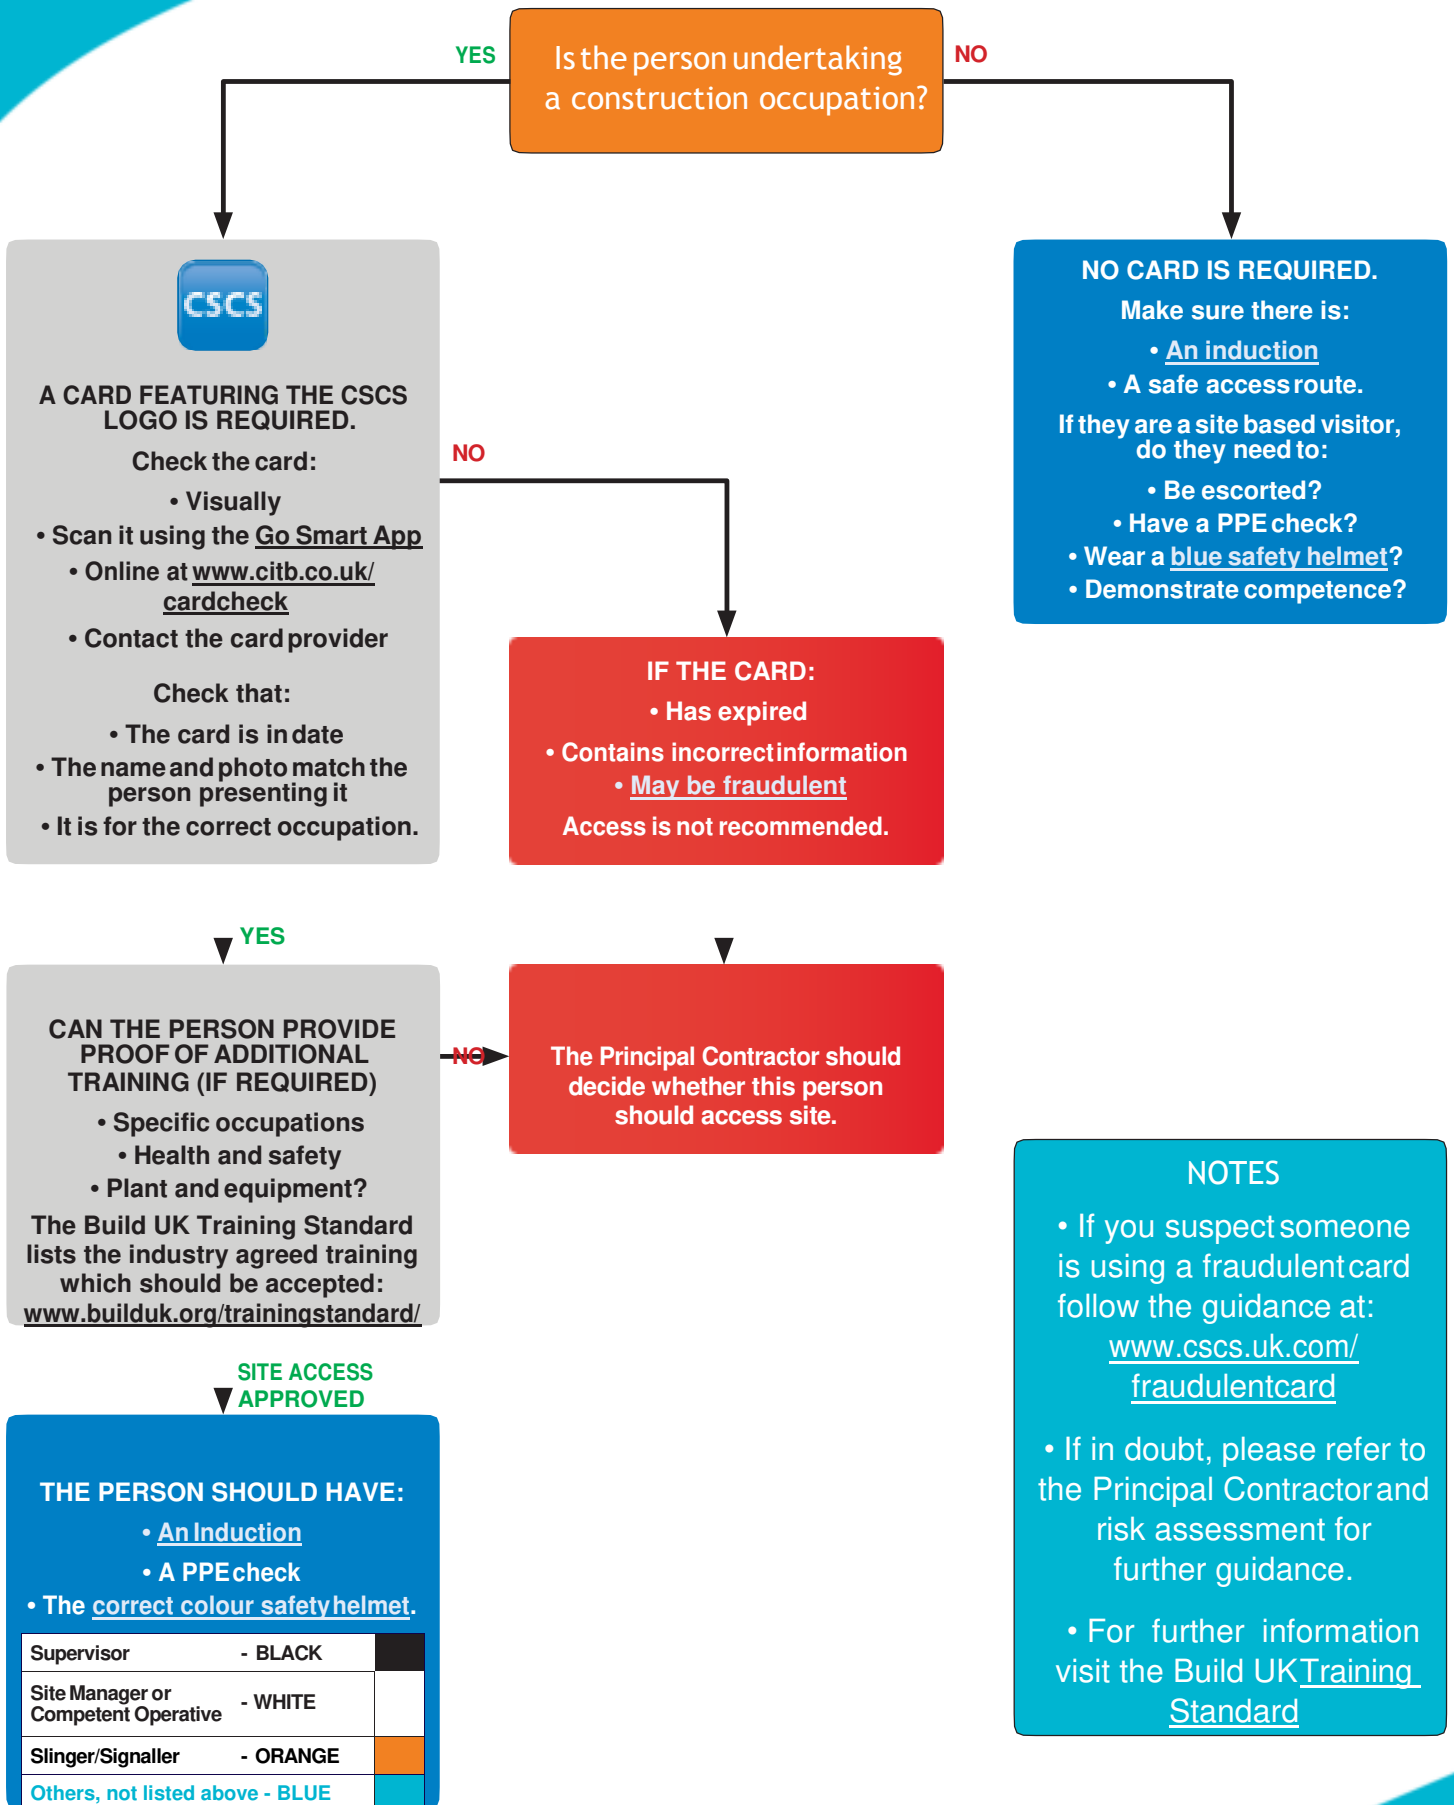 YES
Is the person undertaking
a construction occupation?
NO
CSCS
A CARD FEATURING THE CSCS
LOGO IS REQUIRED.
Check the card:
• Visually
• Scan it using the Go Smart App
• Online at www.citb.co.uk/
cardcheck
• Contact the card provider
Check that:
• The card is in date
• The name and photo match the
person presenting it
• It is for the correct occupation.
NO
IF THE CARD:
• Has expired
• Contains incorrect information
• May be fraudulent
Access is not recommended.
NO CARD IS REQUIRED.
Make sure there is:
• An induction
• A safe access route.
If they are a site based visitor,
do they need to:
• Be escorted?
• Have a PPE check?
• Wear a blue safety helmet?
• Demonstrate competence?
YES
CAN THE PERSON PROVIDE
PROOF OF ADDITIONAL
TRAINING (IF REQUIRED)
• Specific occupations
• Health and safety
• Plant and equipment?
The Build UK Training Standard
lists the industry agreed training
which should be accepted:
www.builduk.org/trainingstandard/
NO
The Principal Contractor should
decide whether this person
should access site.
SITE ACCESS
APPROVED
THE PERSON SHOULD HAVE:
• An Induction
• A PPE check
• The correct colour safety helmet.
Supervisor - BLACK
Site Manager or
Competent Operative - WHITE
Slinger/Signaller - ORANGE
Others, not listed above - BLUE
NOTES
• If you suspect someone
is using a fraudulent card
follow the guidance at:
www.cscs.uk.com/
fraudulentcard
• If in doubt, please refer to
the Principal Contractor and
risk assessment for
further guidance.
• For further information
visit the Build UK Training
Standard